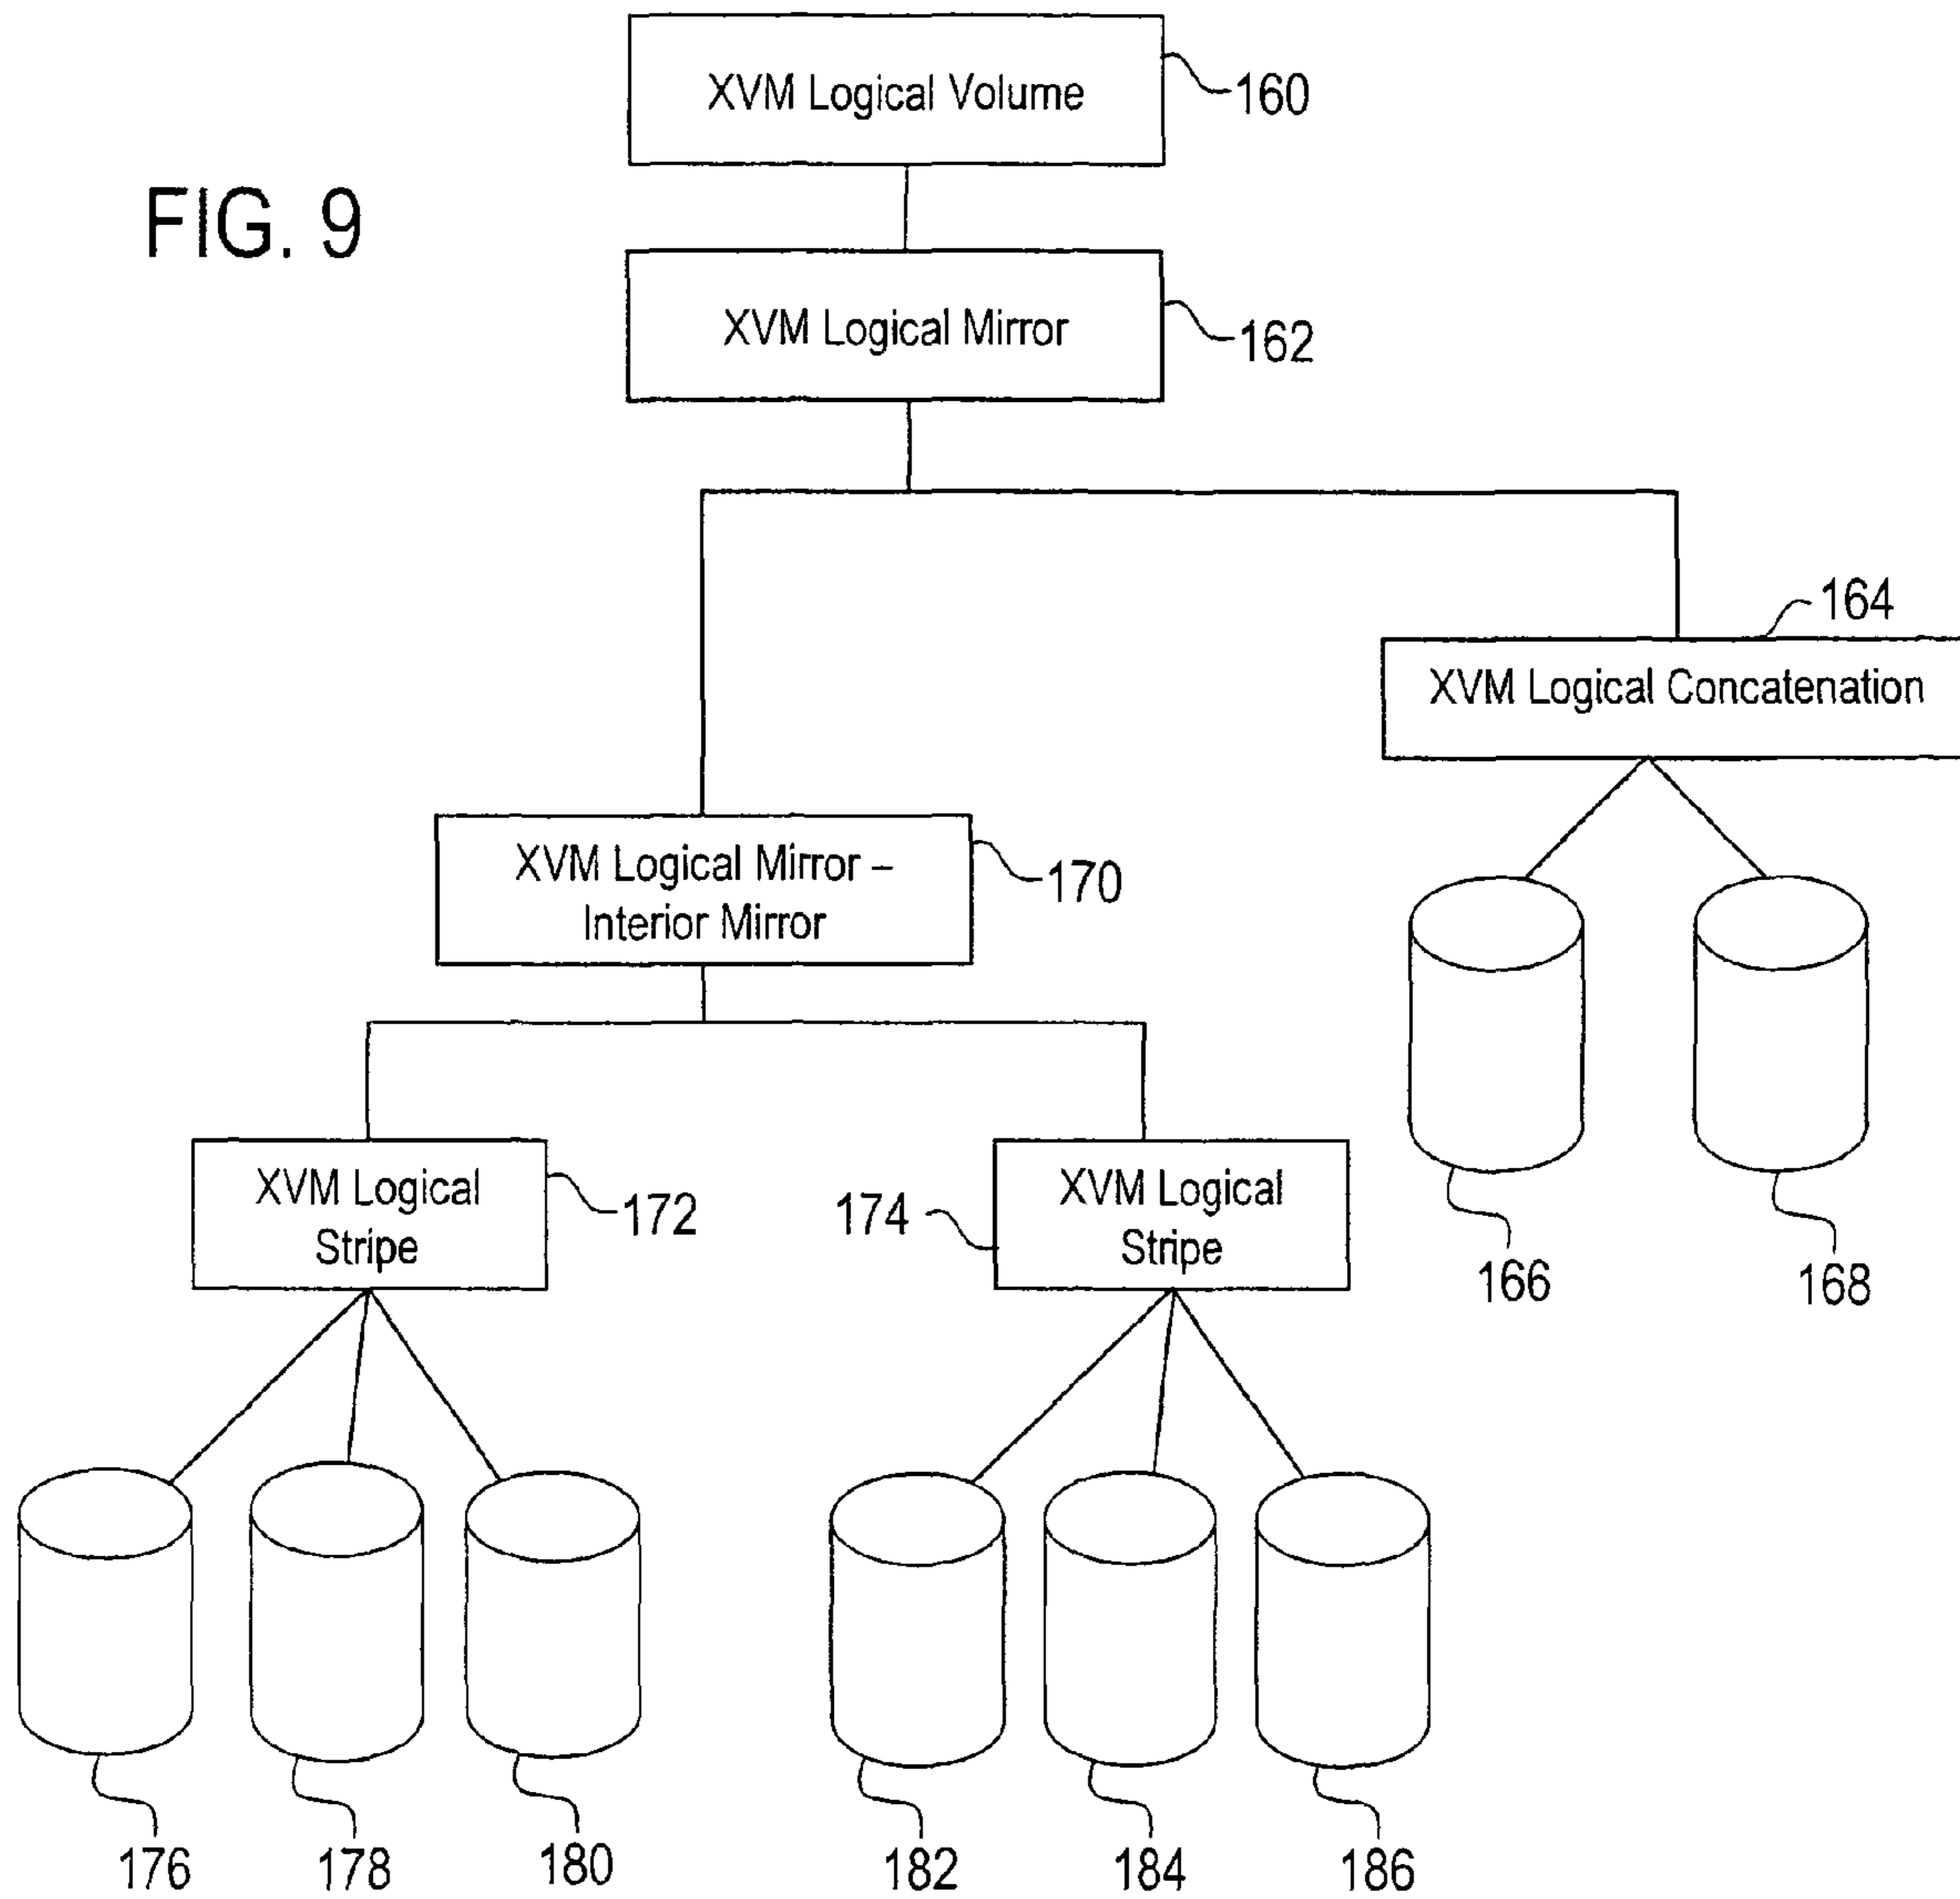 XVM Logical Volume
160
FIG. 9
XVM Logical Mirror
162
164
XVM Logical Concatenation
XVM Logical Mirror –
Interior Mirror
170
XVM Logical
Stripe
172
174
XVM Logical
Stripe
166
168
176
178
180
182
184
186